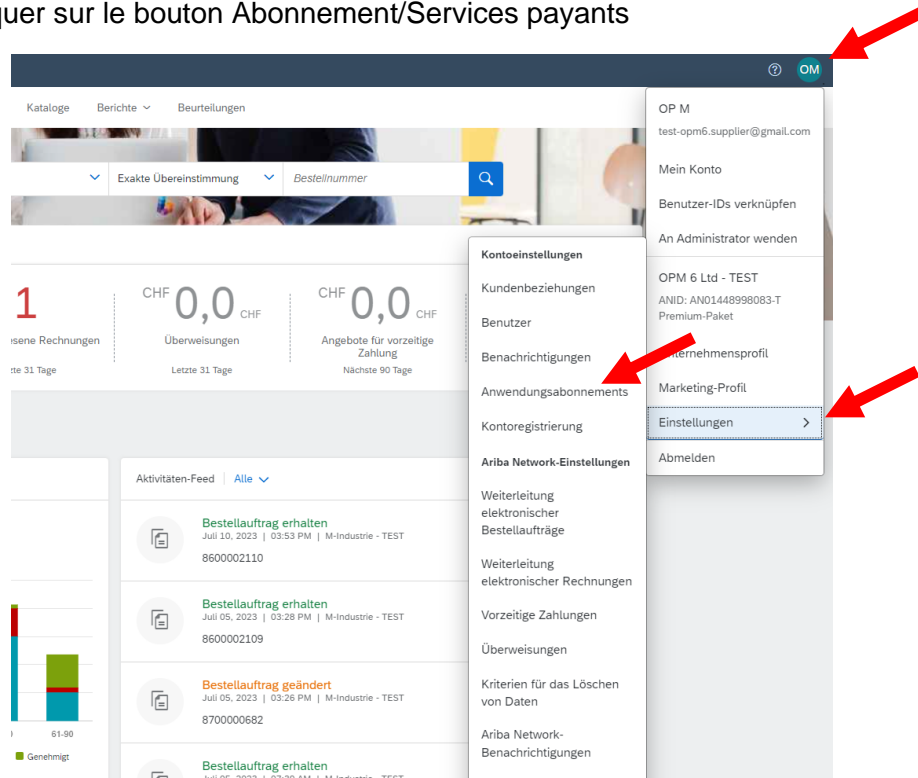 quer sur le bouton Abonnement/Services payants
OM
Kataloge Berichte Beurteilungen
Exakte Übereinstimmung Bestellnummer
OP M
test-opm6.supplier@gmail.com
Mein Konto
Benutzer-IDs verknüpfen
An Administrator wenden
OPM 6 Ltd - TEST
ANID: AN01448998083-T
Premium-Paket
Marketing-Profil
Einstellungen
Abmelden
Kontoeinstellungen
Kundenbeziehungen
Benutzer
Benachrichtigungen
Anwendungsabonnements
Kontoregistrierung
Ariba Network-Einstellungen
Weiterleitung
elektronischer
Bestellaufträge
Weiterleitung
elektronischer Rechnungen
Vorzeitige Zahlungen
Überweisungen
Kriterien für das Löschen
von Daten
Ariba Network-
Benachrichtigungen
1
Rechnungen
31 Tage
CHF 0,0 CHF
Überweisungen
Letzte 31 Tage
CHF 0,0 CHF
Angebote für vorzeitige
Zahlung
Nächste 90 Tage
61-90
Genehmigt
Aktivitäten-Feed Alle
Bestellauftrag erhalten
Juli 10, 2023 | 03:53 PM | M-Industrie - TEST
8600002110
Bestellauftrag erhalten
Juli 05, 2023 | 03:28 PM | M-Industrie - TEST
8600002109
Bestellauftrag geändert
Juli 05, 2023 | 03:26 PM | M-Industrie - TEST
8700000682
Bestellauftrag erhalten